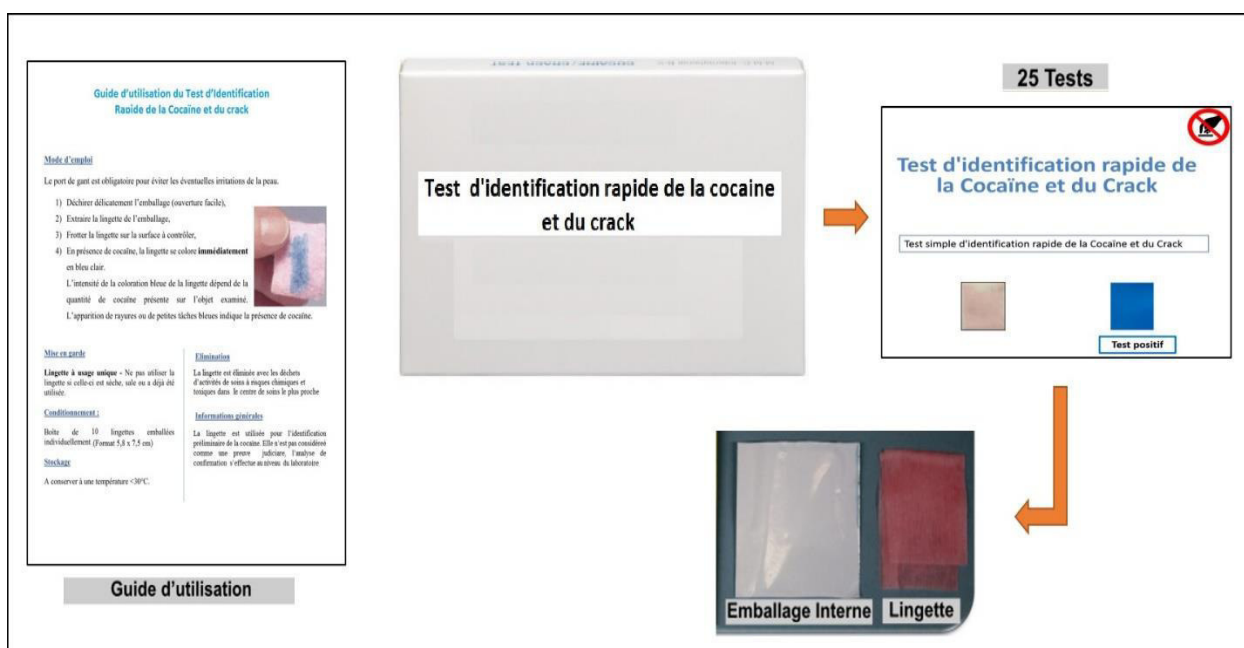 Guide d'utilisation du Test d'Identification
Rapide de la Cocaïne et du crack
Mode d'emploi
Le port de gant est obligatoire pour éviter les éventuelles irritations de la peau.
1) Déchirer délicatement l'emballage (ouverture facile),
2) Extraire la lingette de l'emballage,
3) Frotter la lingette sur la surface à contrôler,
4) En présence de cocaïne, la lingette se colore immédiatement
en bleu clair.
L'intensité de la coloration bleue de la lingette dépend de la
quantité de cocaïne présente sur l'objet examiné.
L'apparition de rayures ou de petites tâches bleues indique la présence de cocaïne.
Mise en garde
Lingette à usage unique - Ne pas utiliser la
lingette si celle-ci est sèche, sale ou a déjà été
utilisée.
Conditionnement :
Boite de 10 lingettes emballées
individuellement (Format 5,8 x 7,5 cm)
Stockage
A conserver à une température <30°C.
Elimination
La lingette est éliminée avec les déchets
d'activités de soins à risques chimiques et
toxiques dans le centre de soins le plus proche
Informations générales
La lingette est utilisée pour l'identification
préliminaire de la cocaïne. Elle n'est pas considéré
comme une preuve judiciare, l'analyse de
confirmation s'effectue au niveau du laboratoire
Guide d'utilisation
COCAINE / CRACK TEST
Test d'identification rapide de la cocaine
et du crack
25 Tests
Test d'identification rapide de
la Cocaïne et du Crack
Test simple d'identification rapide de la Cocaïne et du Crack
Test positif
Emballage Interne
Lingette